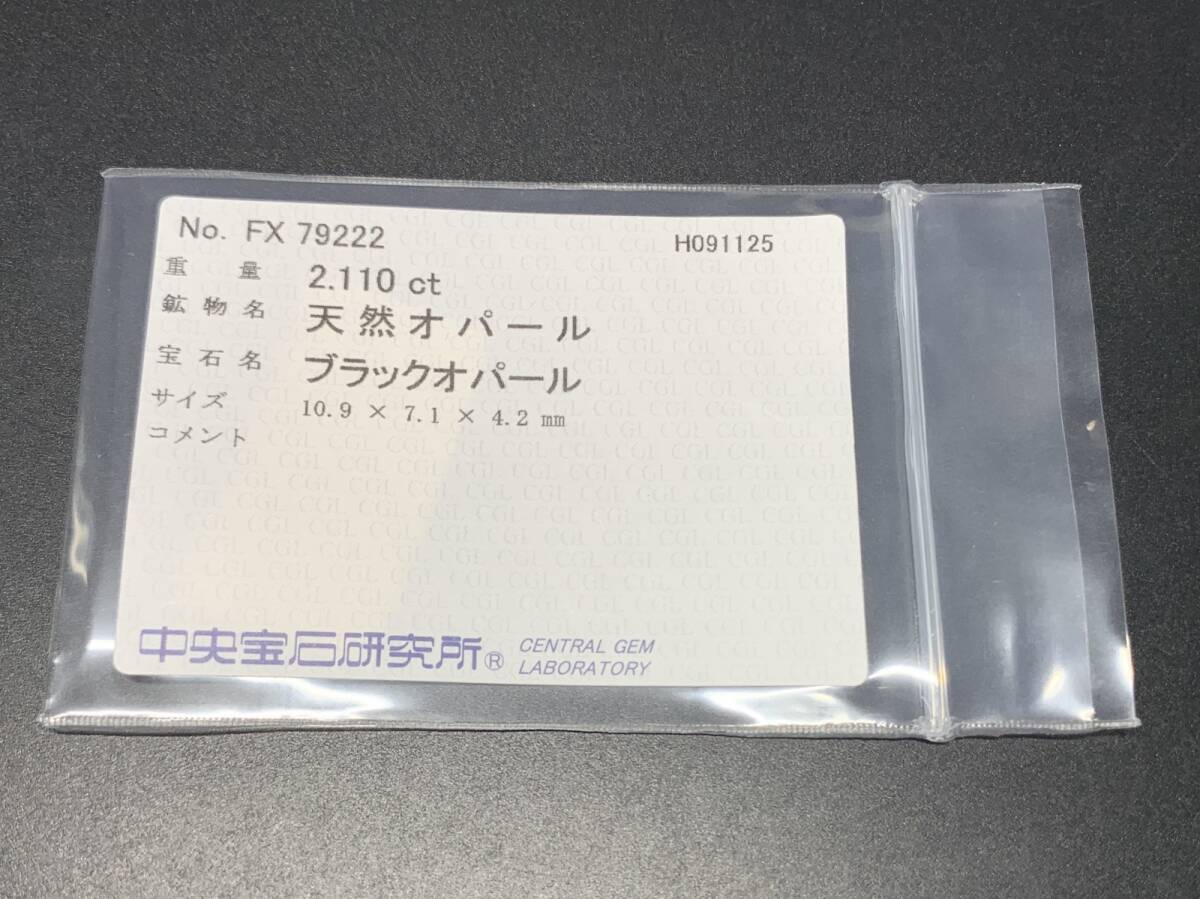 No. FX 79222 H091125
重量 2.110 ct
鉱物名 天然オパール
宝石名 ブラックオパール
サイズ 10.9 × 7.1 × 4.2 mm
コメント
中央宝石研究所® CENTRAL GEM
LABORATORY